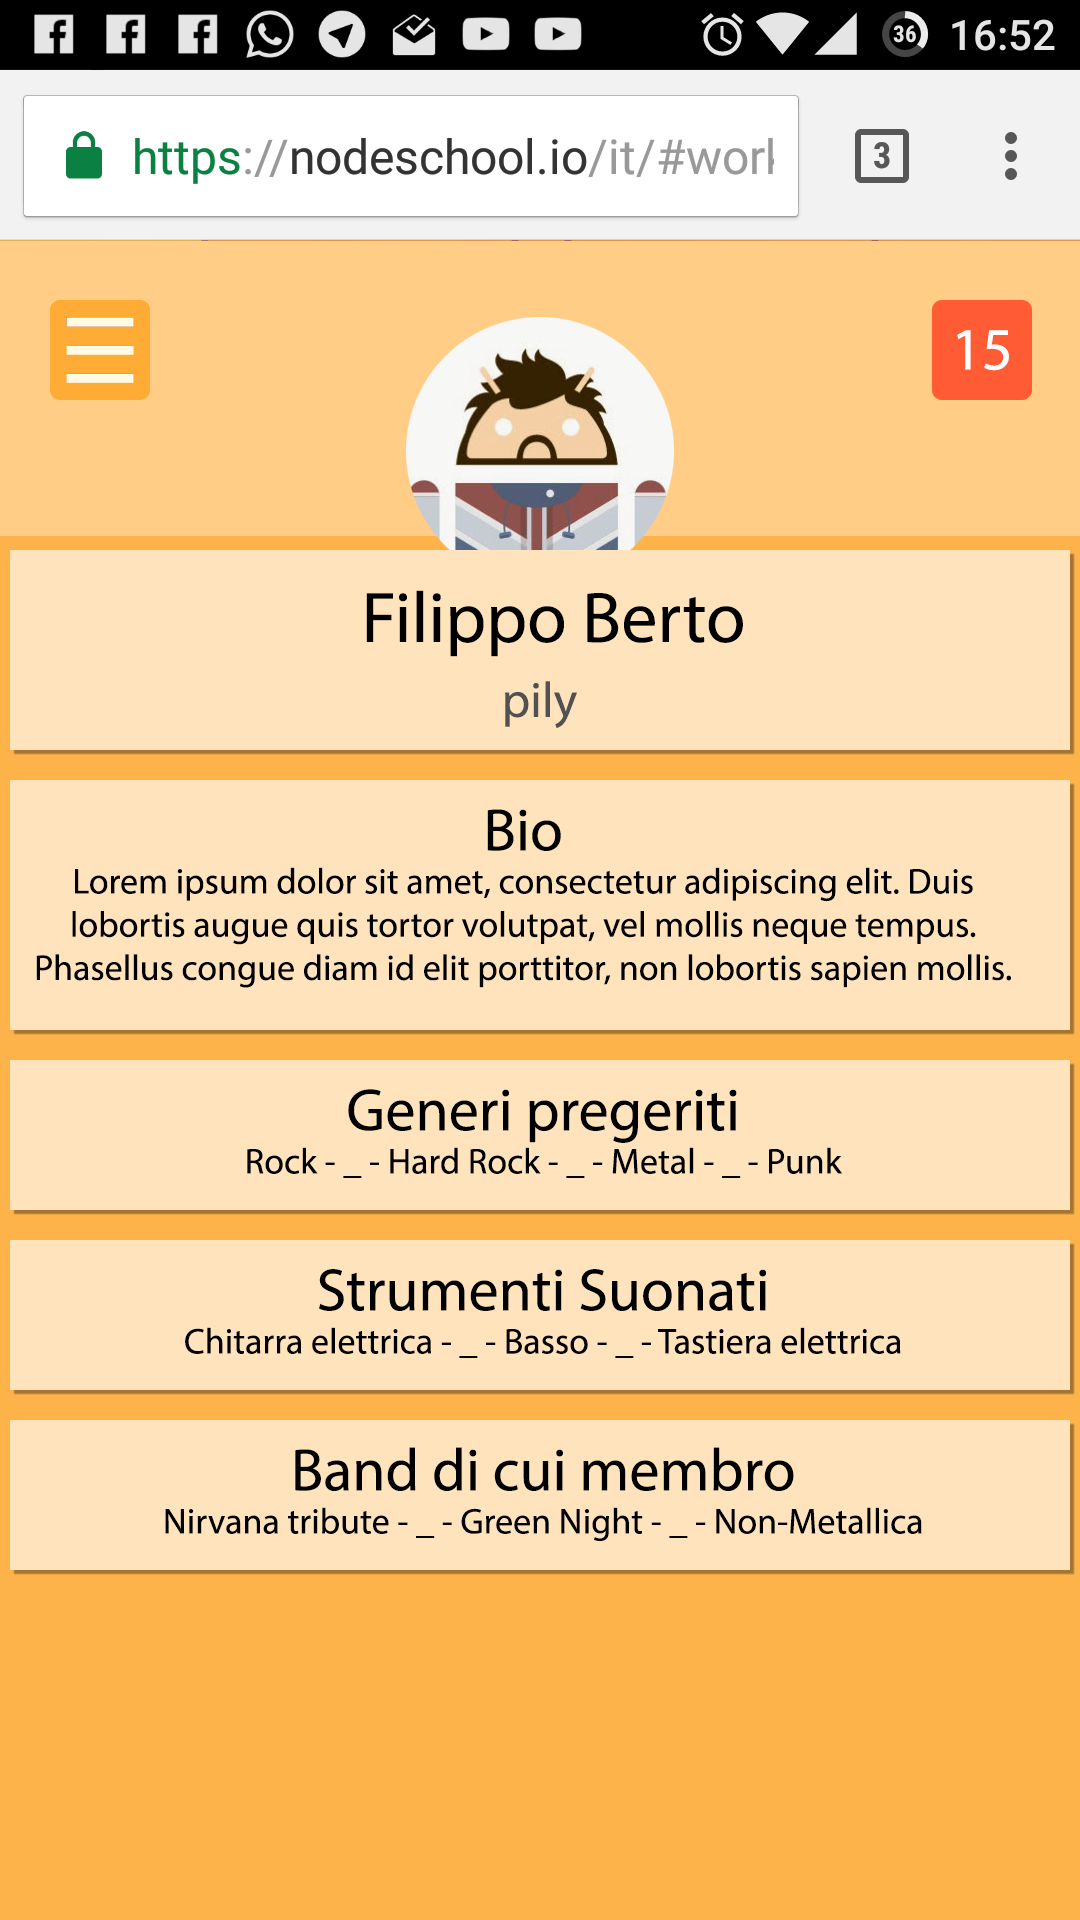 36 16:52
https://nodeschool.io/it/#work
3
15
Filippo Berto
pily
Bio
Lorem ipsum dolor sit amet, consectetur adipiscing elit. Duis
lobortis augue quis tortor volutpat, vel mollis neque tempus.
Phasellus congue diam id elit porttitor, non lobortis sapien mollis.
Generi pregeriti
Rock - _ - Hard Rock - _ - Metal - _ - Punk
Strumenti Suonati
Chitarra elettrica - _ - Basso - _ - Tastiera elettrica
Band di cui membro
Nirvana tribute - _ - Green Night - _ - Non-Metallica